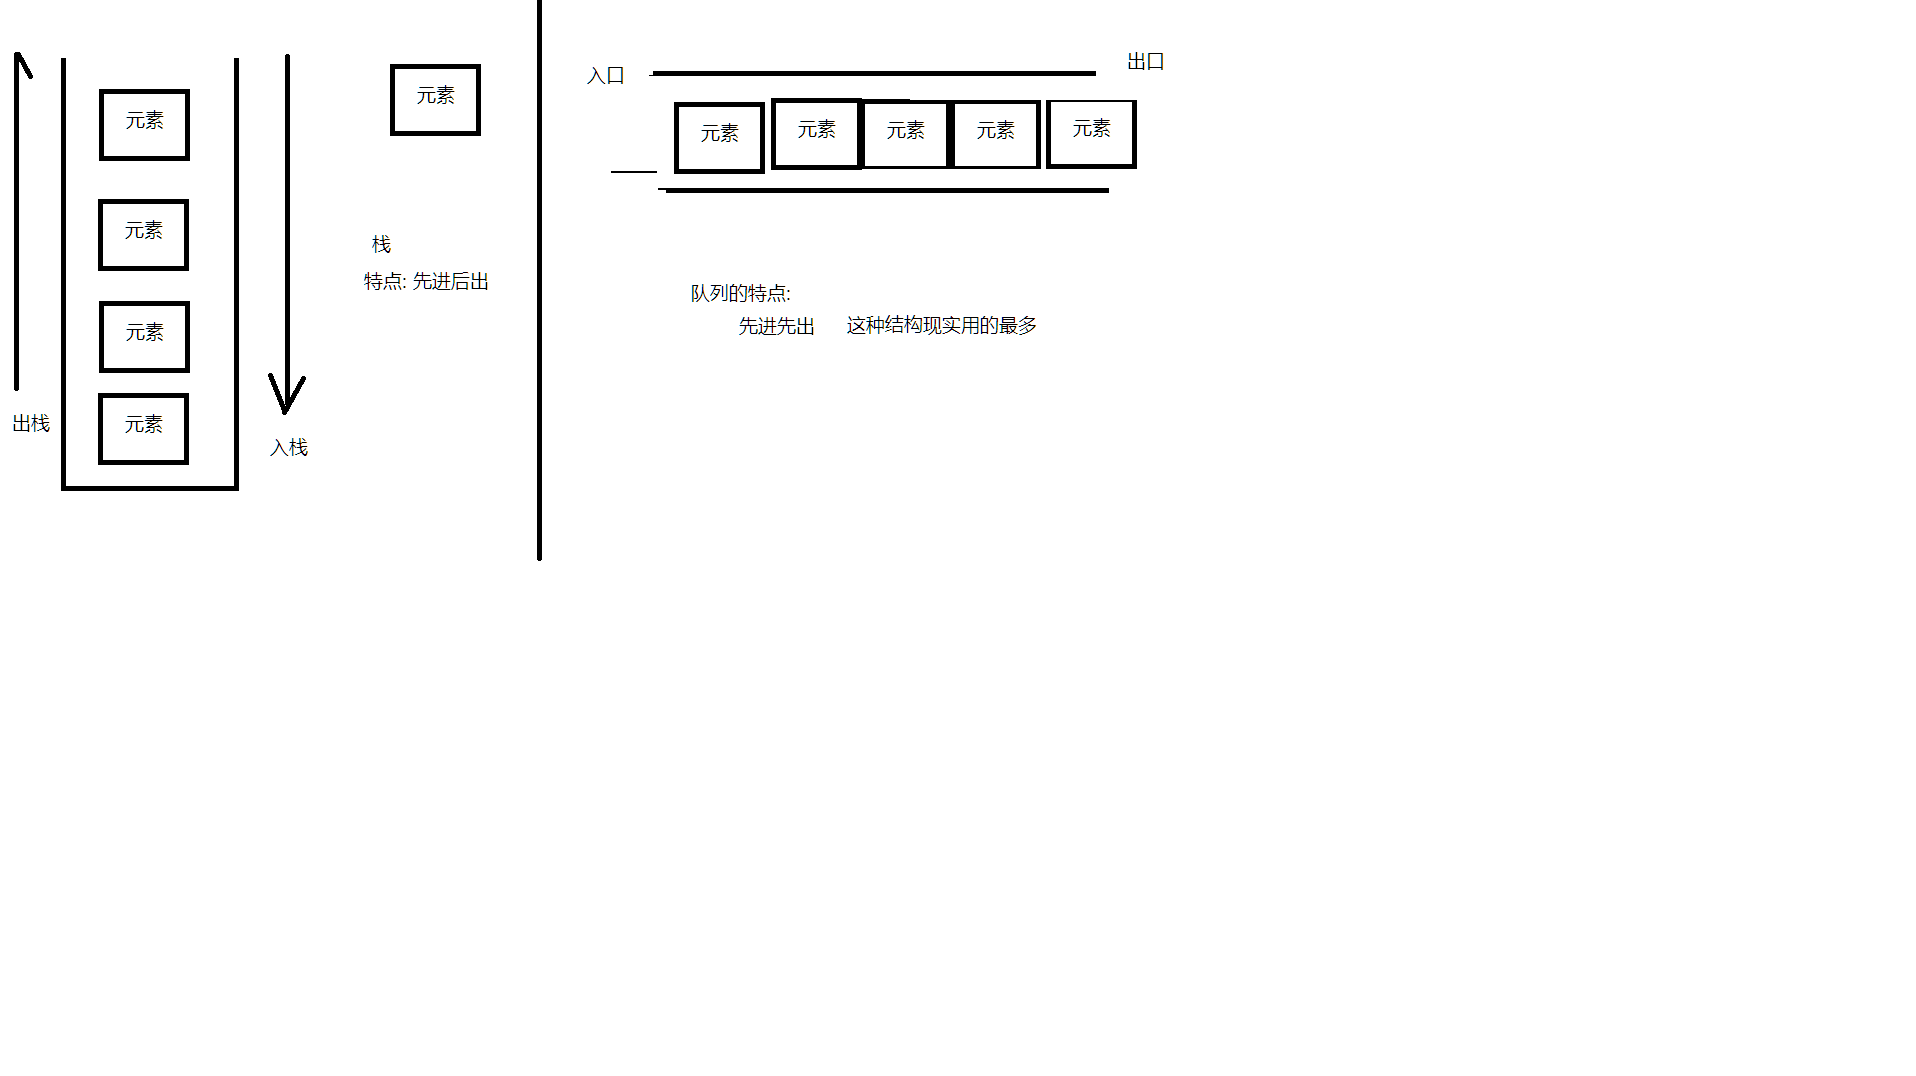 元素
元素
元素
元素
出栈
入栈
元素
栈
特点: 先进后出
入口
出口
元素
元素
元素
元素
元素
队列的特点:
先进先出 这种结构现实用的最多